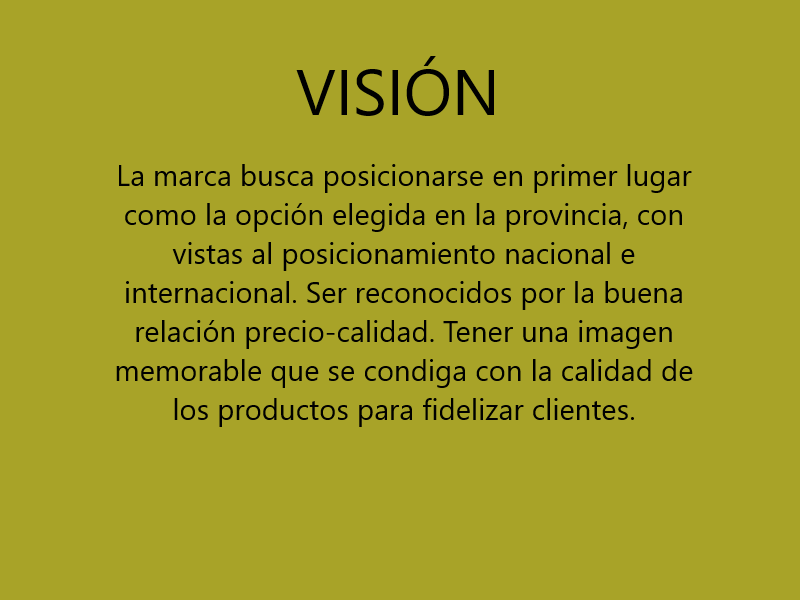 VISIÓN
La marca busca posicionarse en primer lugar
como la opción elegida en la provincia, con
vistas al posicionamiento nacional e
internacional. Ser reconocidos por la buena
relación precio-calidad. Tener una imagen
memorable que se condiga con la calidad de
los productos para fidelizar clientes.